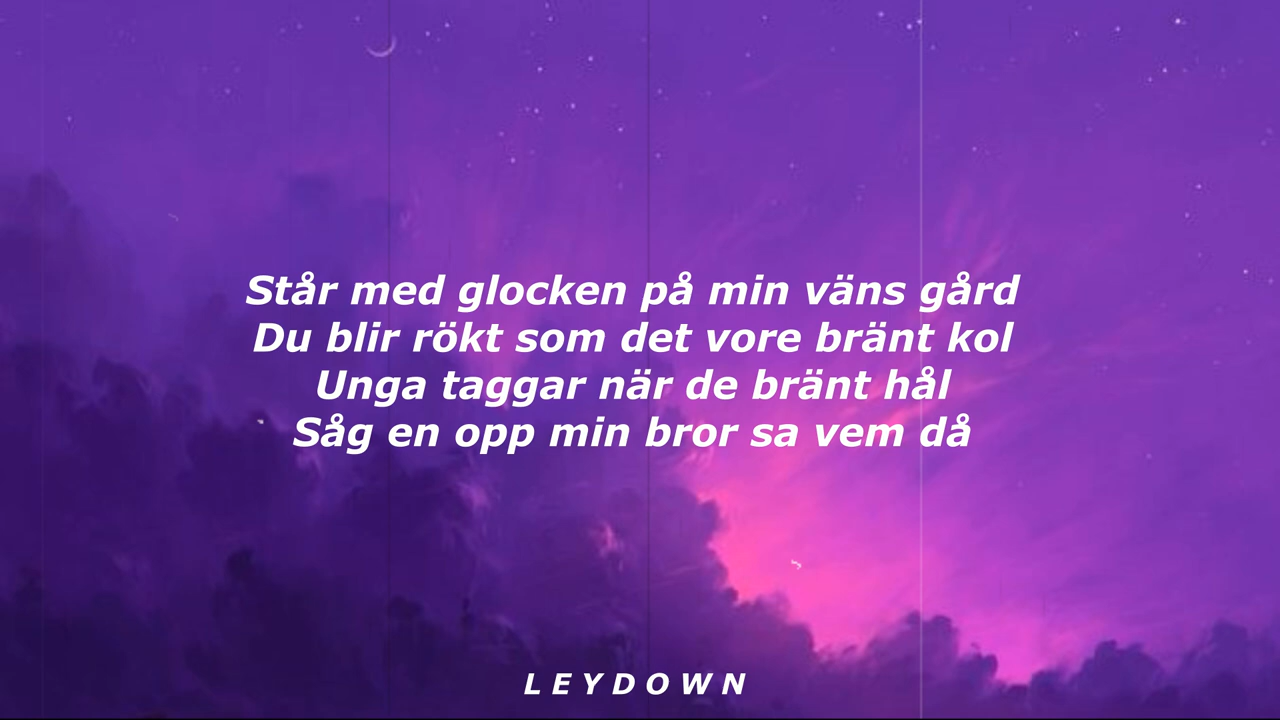 Står med glocken på min väns gård
Du blir rökt som det vore bränt kol
Unga taggar när de bränt hål
Såg en opp min bror sa vem då
LEYDOWN